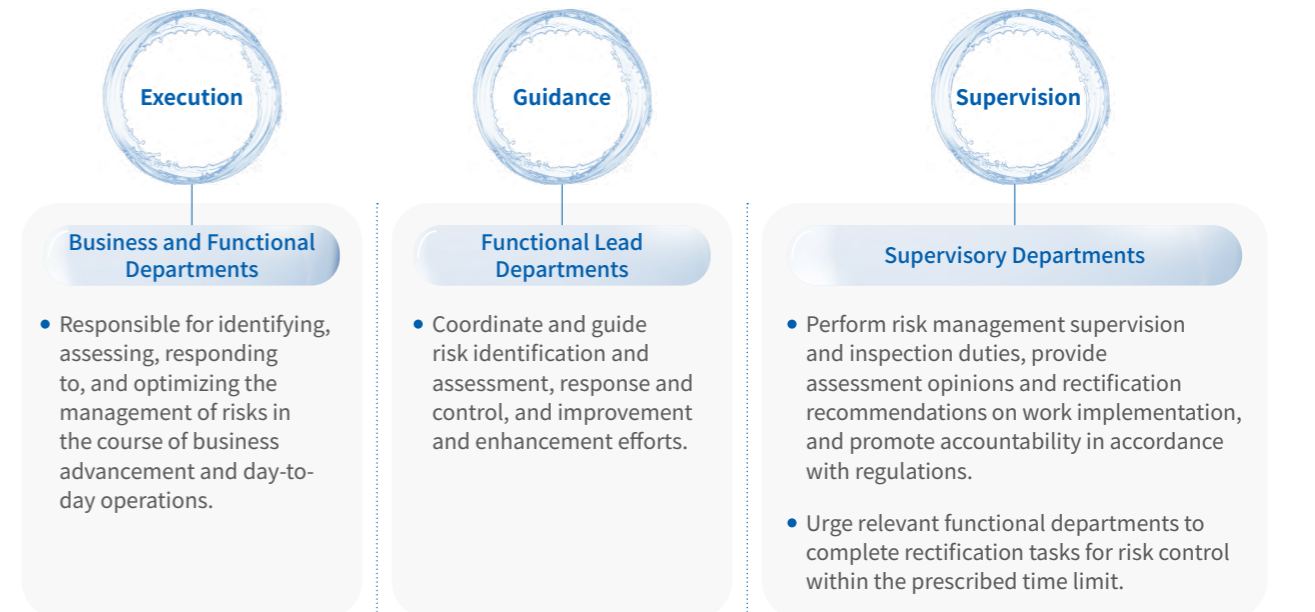 Execution
Business and Functional
Departments
Responsible for identifying,
assessing, responding
to, and optimizing the
management of risks in
the course of business
advancement and day-to-
day operations.
Guidance
Functional Lead
Departments
Coordinate and guide
risk identification and
assessment, response and
control, and improvement
and enhancement efforts.
Supervision
Supervisory Departments
Perform risk management supervision
and inspection duties, provide
assessment opinions and rectification
recommendations on work implementation,
and promote accountability in accordance
with regulations.
Urge relevant functional departments to
complete rectification tasks for risk control
within the prescribed time limit.